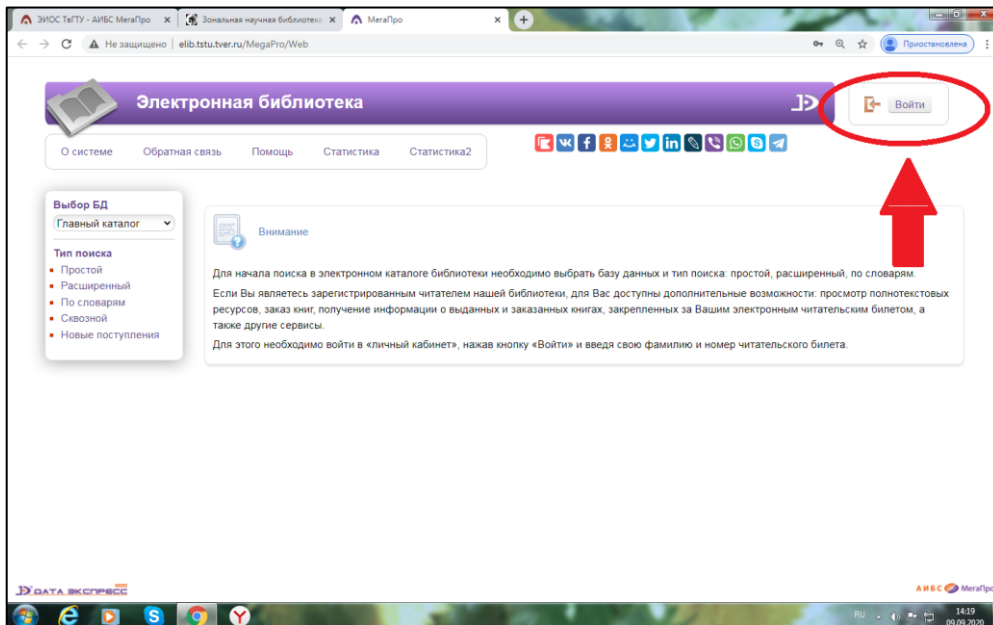 ЭИОС ТвГТУ - АИБС МегаПро
Зональная научная библиотека
МегаПро
Не защищено
elib.tstu.tver.ru/MegaPro/Web
Приостановлена
Электронная библиотека
Войти
О системе
Обратная связь
Помощь
Статистика
Статистика2
Выбор БД
Главный каталог
Тип поиска
Простой
Расширенный
По словарям
Сквозной
Новые поступления
Внимание
Для начала поиска в электронном каталоге библиотеки необходимо выбрать базу данных и тип поиска: простой, расширенный, по словарям.
Если Вы являетесь зарегистрированным читателем нашей библиотеки, для Вас доступны дополнительные возможности: просмотр полнотекстовых
ресурсов, заказ книг, получение информации о выданных и заказанных книгах, закрепленных за Вашим электронным читательским билетом, а
также другие сервисы.
Для этого необходимо войти в «личный кабинет», нажав кнопку «Войти» и введя свою фамилию и номер читательского билета.
ДАТА ЭКСПРЕСС
АИБС МегаПро
RU
14:19
09.09.2020